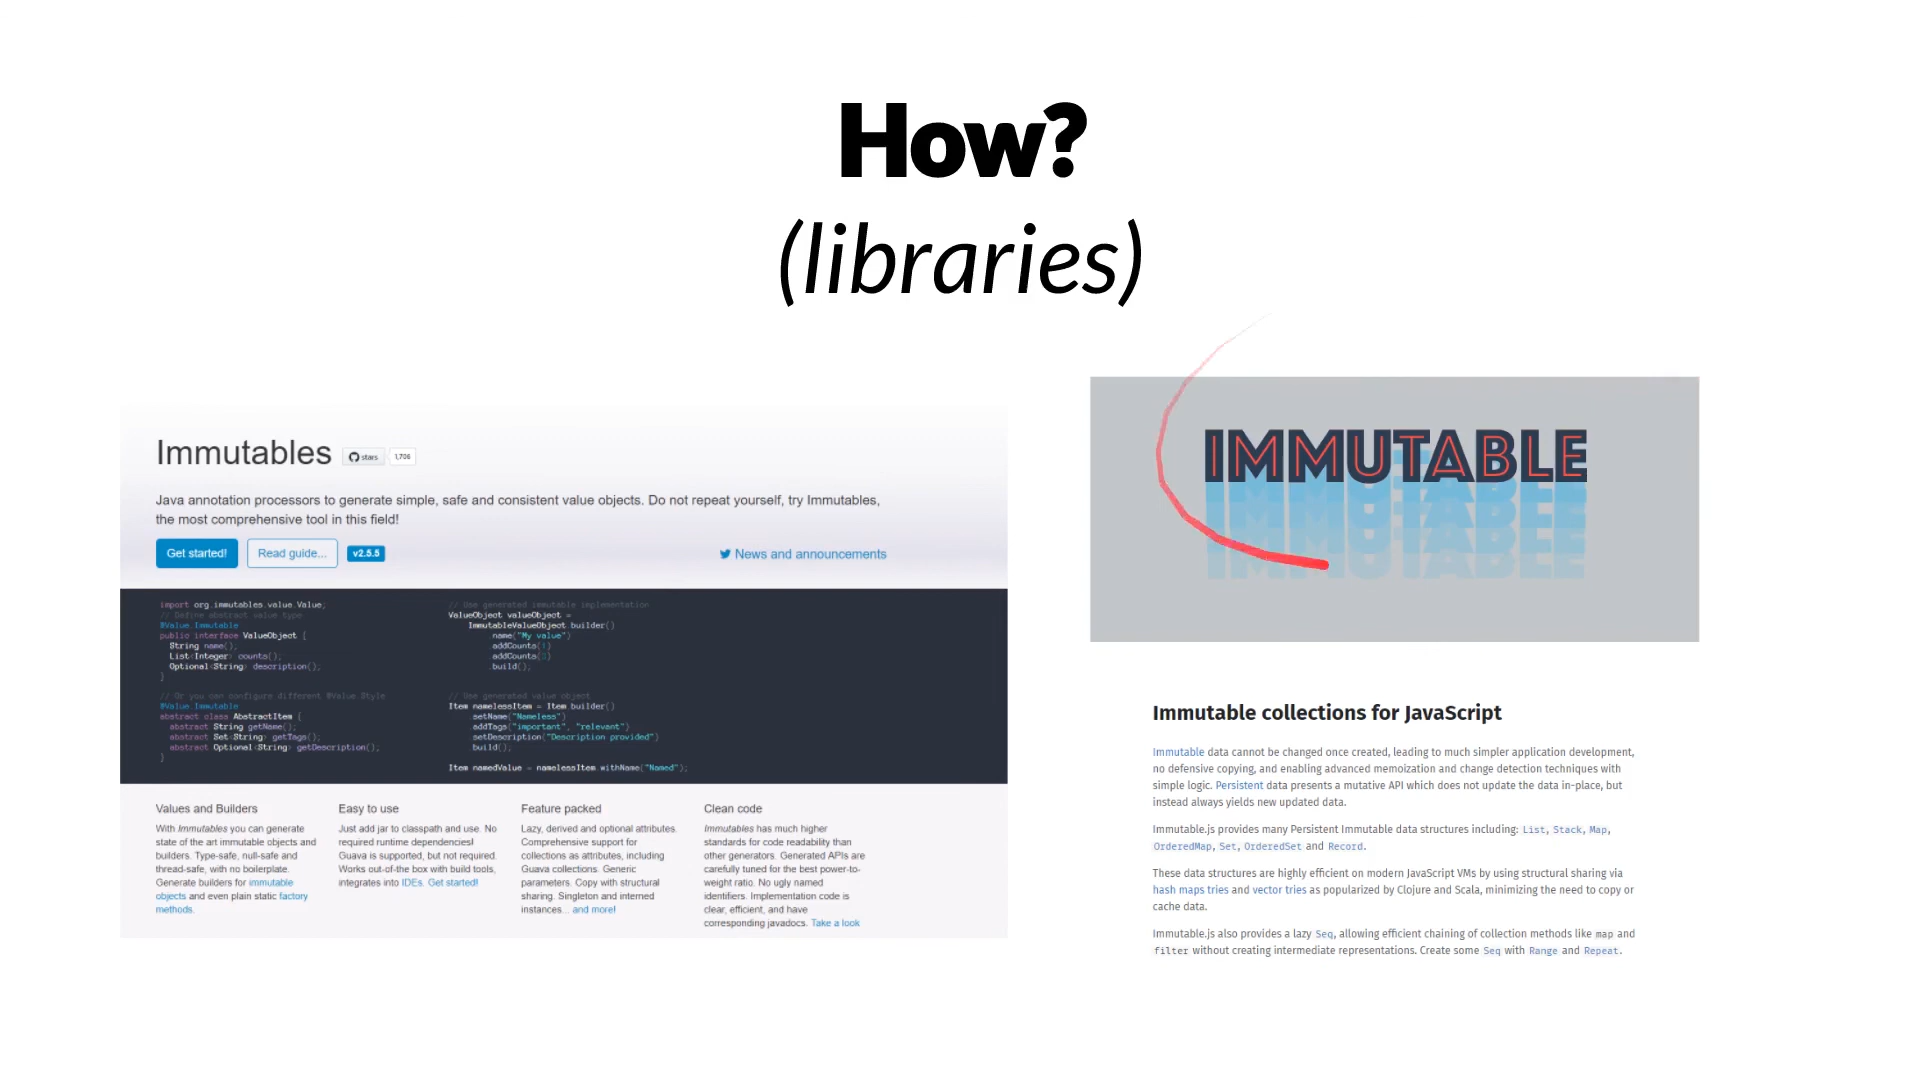 How?
(libraries)
Immutables stars 1,706
Java annotation processors to generate simple, safe and consistent value objects. Do not repeat yourself, try Immutables,
the most comprehensive tool in this field!
Get started! Read guide... v2.5.5 News and announcements
import org.immutables.value.Value;
// Define abstract value type
@Value.Immutable
public interface ValueObject {
String name();
List<Integer> counts();
Optional<String> description();
}
// Or you can configure different @Value.Style
@Value.Immutable
abstract class AbstractItem {
abstract String getName();
abstract Set<String> getTags();
abstract Optional<String> getDescription();
}
// Use generated immutable implementation
ValueObject valueObject =
ImmutableValueObject.builder()
.name("My value")
.addCounts(1)
.addCounts(2)
.build();
// Use generated value object
Item namelessItem = Item.builder()
.setName("Nameless")
.addTags("important", "relevant")
.setDescription("Description provided")
.build();
Item namedValue = namelessItem.withName("Named");
Values and Builders
With Immutables you can generate
state of the art immutable objects and
builders. Type-safe, null-safe and
thread-safe, with no boilerplate.
Generate builders for immutable
objects and even plain static factory
methods.
Easy to use
Just add jar to classpath and use. No
required runtime dependencies!
Guava is supported, but not required.
Works out-of-the box with build tools,
integrates into IDEs. Get started!
Feature packed
Lazy, derived and optional attributes.
Comprehensive support for
collections as attributes, including
Guava collections. Generic
parameters. Copy with structural
sharing. Singleton and interned
instances... and more!
Clean code
Immutables has much higher
standards for code readability than
other generators. Generated APIs are
carefully tuned for the best power-to-
weight ratio. No ugly named
identifiers. Implementation code is
clear, efficient, and have
corresponding javadocs. Take a look
IMMUTABLE
Immutable collections for JavaScript
Immutable data cannot be changed once created, leading to much simpler application development,
no defensive copying, and enabling advanced memoization and change detection techniques with
simple logic. Persistent data presents a mutative API which does not update the data in-place, but
instead always yields new updated data.
Immutable.js provides many Persistent Immutable data structures including: List, Stack, Map,
OrderedMap, Set, OrderedSet and Record.
These data structures are highly efficient on modern JavaScript VMs by using structural sharing via
hash maps tries and vector tries as popularized by Clojure and Scala, minimizing the need to copy or
cache data.
Immutable.js also provides a lazy Seq, allowing efficient chaining of collection methods like map and
filter without creating intermediate representations. Create some Seq with Range and Repeat.